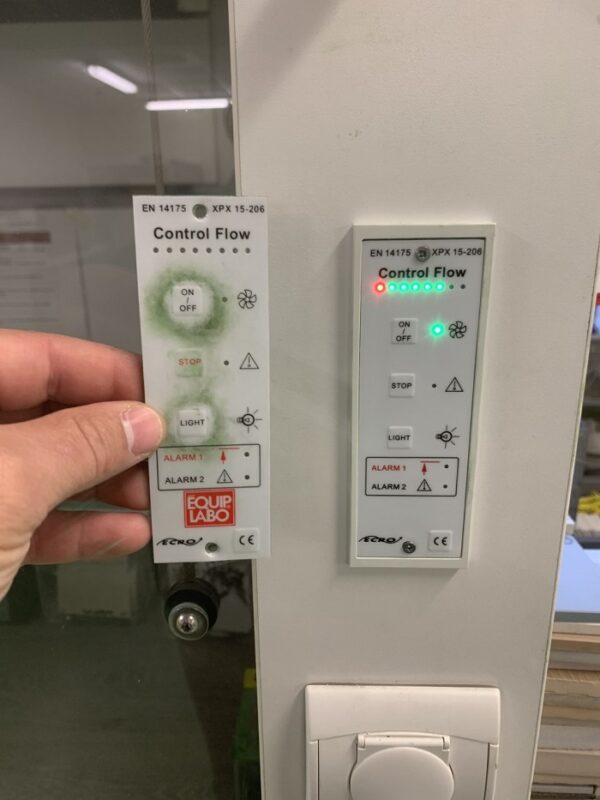 EN 14175 XPX 15-206
Control Flow
ON
/
OFF
STOP
LIGHT
ALARM 1
ALARM 2
EQUIP
LABO
ECRO
CE
EN 14175 XPX 15-206
Control Flow
ON
/
OFF
STOP
LIGHT
ALARM 1
ALARM 2
ECRO
CE